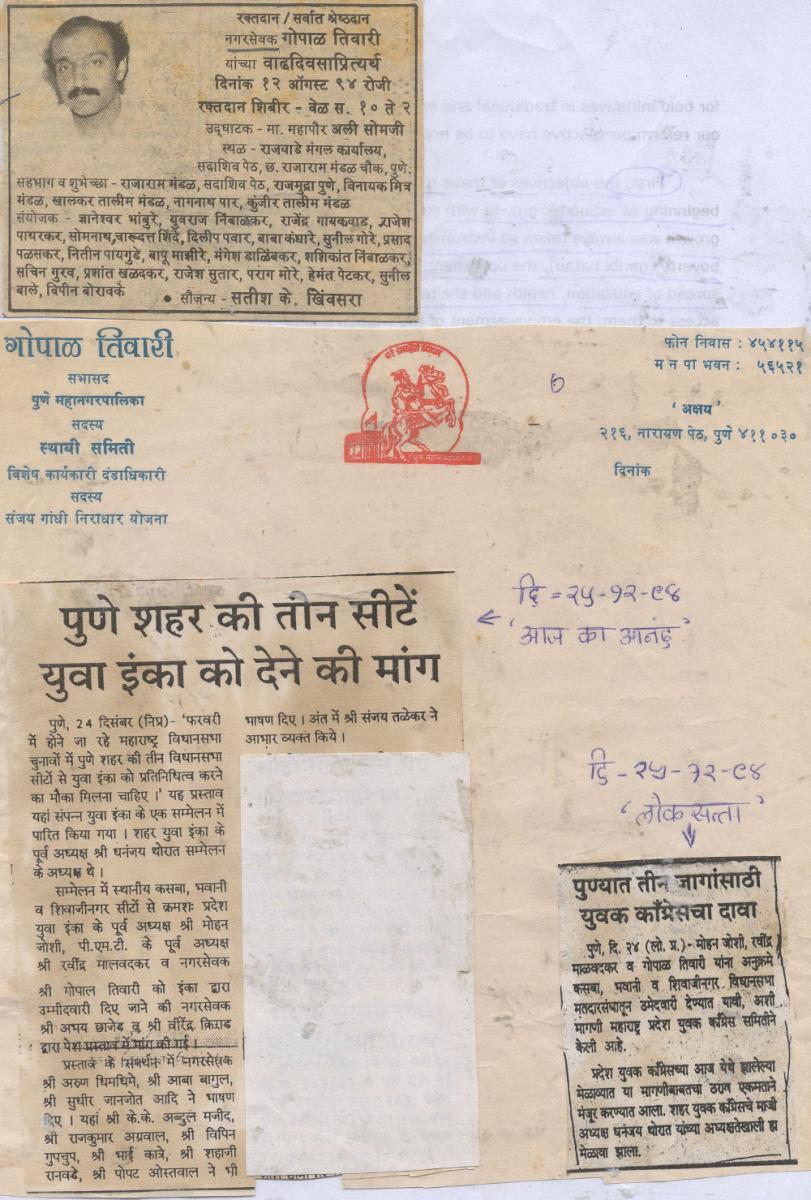 रक्तदान / सर्वात श्रेष्ठदान
नगरसेवक गोपाळ तिवारी
यांच्या वाढदिवसाप्रित्यर्थ
दिनांक १२ ऑगस्ट ९४ रोजी
रक्तदान शिबीर - वेळ स. १० ते २
उद्घाटक - मा. महापौर अली सोमजी
स्थळ - राजवाडे मंगल कार्यालय,
सदाशिव पेठ, छ. राजाराम मंडळ चौक, पुणे.
सहभाग व शुभेच्छा - राजाराम मंडळ, सदाशिव पेठ, राजमुद्रा पुणे, विनायक मित्र
मंडळ, खालकर तालीम मंडळ, नागनाथ पार, कुंजीर तालीम मंडळ
संयोजक - ज्ञानेश्वर भांबुरे, युवराज निंबाळकर, राजेंद्र गायकवाड, राजेश
पाथरकर, सोमनाथ, चारूदत्त शिंदे, दिलीप पवार, बाबा कंधारे, सुनील गोरे, प्रसाद
पळसकर, नितीन पायगुडे, बापू माझीरे, मंगेश डाळिंबकर, शशिकांत निंबाळकर,
सचिन गुरव, प्रशांत खळदकर, राजेश सुतार, पराग मोरे, हेमंत पेटकर, सुनील
बाले, विपीन बोरावके
• सौजन्य - सतीश के. खिंवसरा
गोपाळ तिवारी
सभासद
पुणे महानगरपालिका
सदस्य
स्थायी समिती
विशेष कार्यकारी दंडाधिकारी
सदस्य
संजय गांधी निराधार योजना
फोन निवास : ४५४११५
म न पा भवन : ५६५२१
' अक्षय '
२१६, नारायण पेठ, पुणे ४११०३०
दिनांक
पुणे शहर की तीन सीटें
युवा इंका को देने की मांग
पुणे, 24 दिसंबर (निप्र)- 'फरवरी
में होने जा रहे महाराष्ट्र विधानसभा
चुनावों में पुणे शहर की तीन विधानसभा
सीटों से युवा इंका को प्रतिनिधित्व करने
का मौका मिलना चाहिए ।' यह प्रस्ताव
यहां संपन्न युवा इंका के एक सम्मेलन में
पारित किया गया । शहर युवा इंका के
पूर्व अध्यक्ष श्री धनंजय थोरात सम्मेलन
के अध्यक्ष थे ।
सम्मेलन में स्थानीय कसबा, भवानी
व शिवाजीनगर सीटों से क्रमशः प्रदेश
युवा इंका के पूर्व अध्यक्ष श्री मोहन
जोशी, पी.एम.टी. के पूर्व अध्यक्ष
श्री रवींद्र मालवदकर व नगरसेवक
श्री गोपाल तिवारी को इंका द्वारा
उम्मीदवारी दिए जाने की नगरसेवक
श्री अभय छाजेड व श्री वीरेंद्र किराड
द्वारा पेश प्रस्ताव में मांग की गई ।
प्रस्ताव के समर्थन में नगरसेवक
श्री अरुण धिमधिमे, श्री आबा बागुल,
श्री सुधीर जानजोत आदि ने भाषण
दिए । यहां श्री के.के. अब्दुल मजीद,
श्री राजकुमार अग्रवाल, श्री विपिन
गुपचुप, श्री भाई कात्रे, श्री शहाजी
रानवडे, श्री पोपट ओस्तवाल ने भी
भाषण दिए । अंत में श्री संजय तळेकर ने
आभार व्यक्त किये ।
दि = २५-१२-९४
'आज का आनंद'
दि - २५-१२-९४
'लोकसत्ता'
पुण्यात तीन जागांसाठी
युवक काँग्रेसचा दावा
पुणे, दि. २४ (लो. प्र.)- मोहन जोशी, रवींद्र
माळवदकर व गोपाळ तिवारी यांना अनुक्रमे
कसबा, भवानी व शिवाजीनगर विधानसभा
मतदारसंघातून उमेदवारी देण्यात यावी, अशी
मागणी महाराष्ट्र प्रदेश युवक काँग्रेस समितीने
केली आहे.
प्रदेश युवक काँग्रेसच्या आज येथे झालेल्या
मेळाव्यात या मागणीबाबतचा ठराव एकमताने
मंजूर करण्यात आला. शहर युवक काँग्रेसचे माजी
अध्यक्ष धनंजय थोरात यांच्या अध्यक्षतेखाली हा
मेळावा झाला.